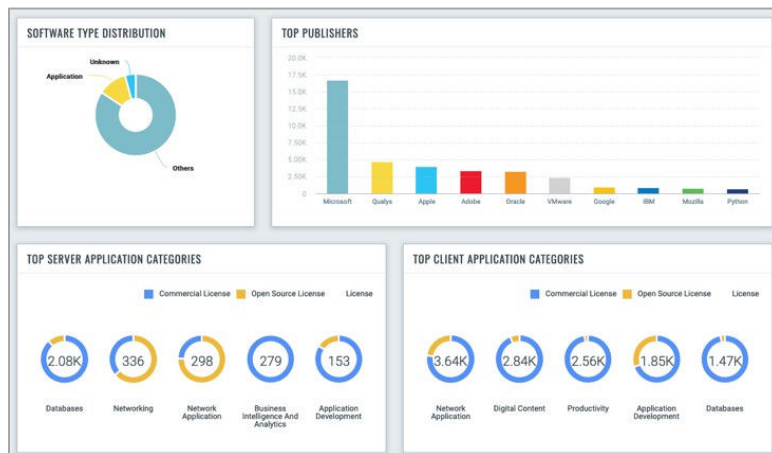 SOFTWARE TYPE DISTRIBUTION
Unknown
Application
Others
TOP PUBLISHERS
20.0K
17.5K
15.0K
12.5K
10.0K
7.50K
5.00K
2.50K
0
Microsoft Qualys Apple Adobe Oracle VMware Google IBM Mozilla Python
TOP SERVER APPLICATION CATEGORIES
Commercial License Open Source License License
2.08K 336 298 279 153
Databases Networking Network Application Business Intelligence And Analytics Application Development
TOP CLIENT APPLICATION CATEGORIES
Commercial License Open Source License License
3.64K 2.84K 2.56K 1.85K 1.47K
Network Application Digital Content Productivity Application Development Databases